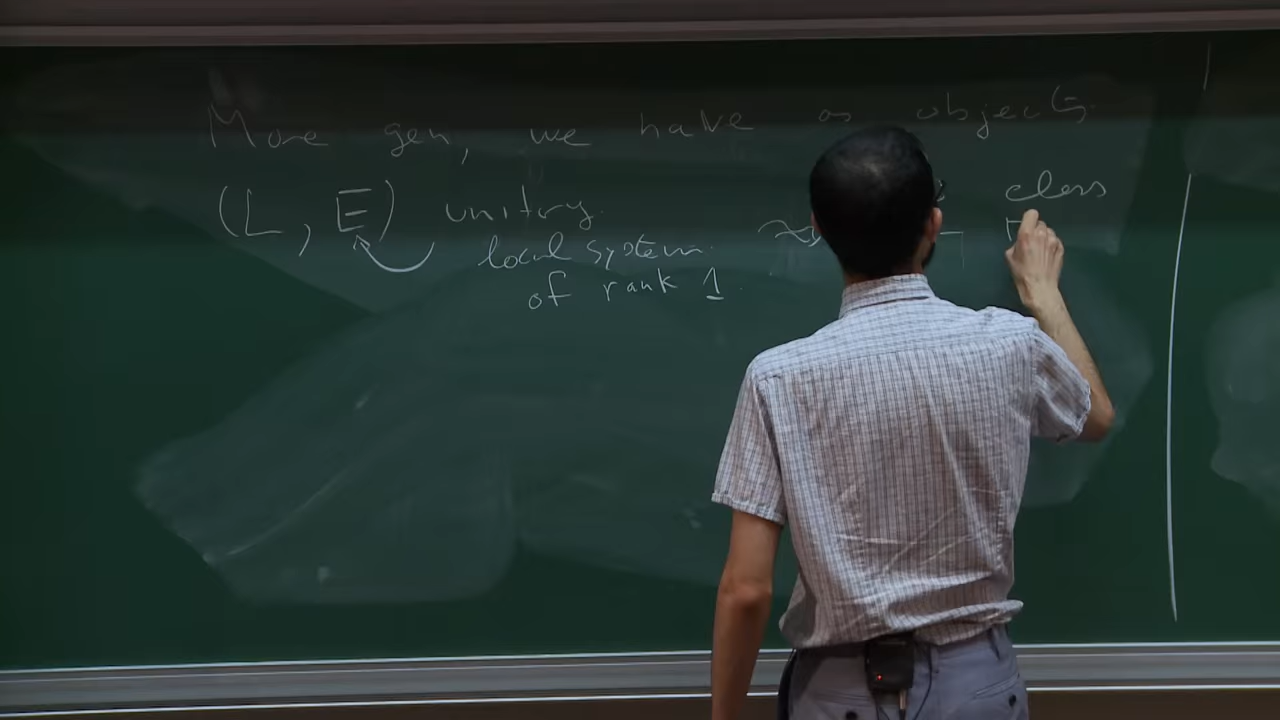 More gen, we have as objects.
(L, E) unitary
class
local system
of rank 1.